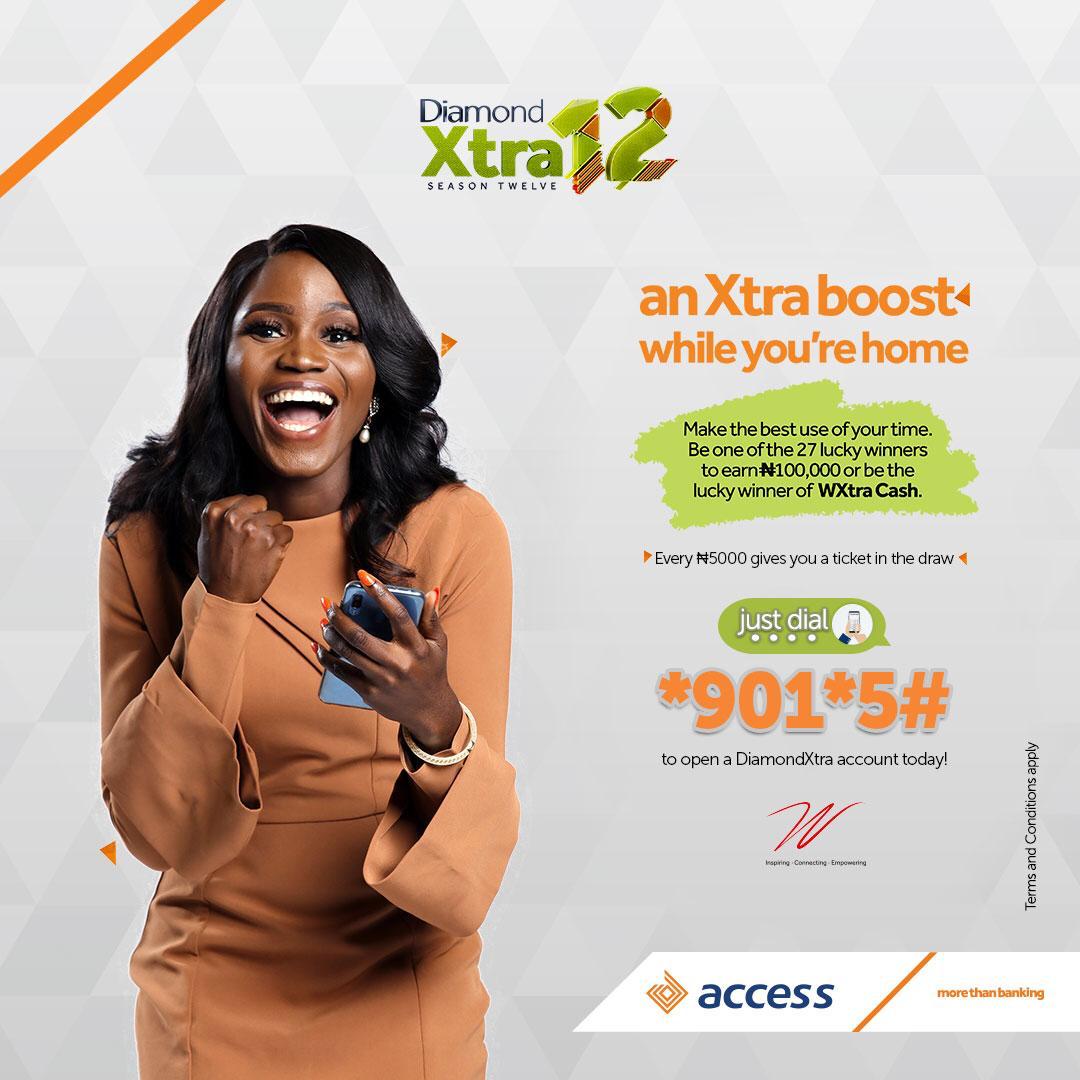 Diamond
Xtra 12
SEASON TWELVE
an Xtra boost
while you're home
Make the best use of your time.
Be one of the 27 lucky winners
to earn ₦100,000 or be the
lucky winner of WXtra Cash.
Every ₦5000 gives you a ticket in the draw
just dial
*901*5#
to open a DiamondXtra account today!
W
Inspiring · Connecting · Empowering
Terms and Conditions apply
access
more than banking